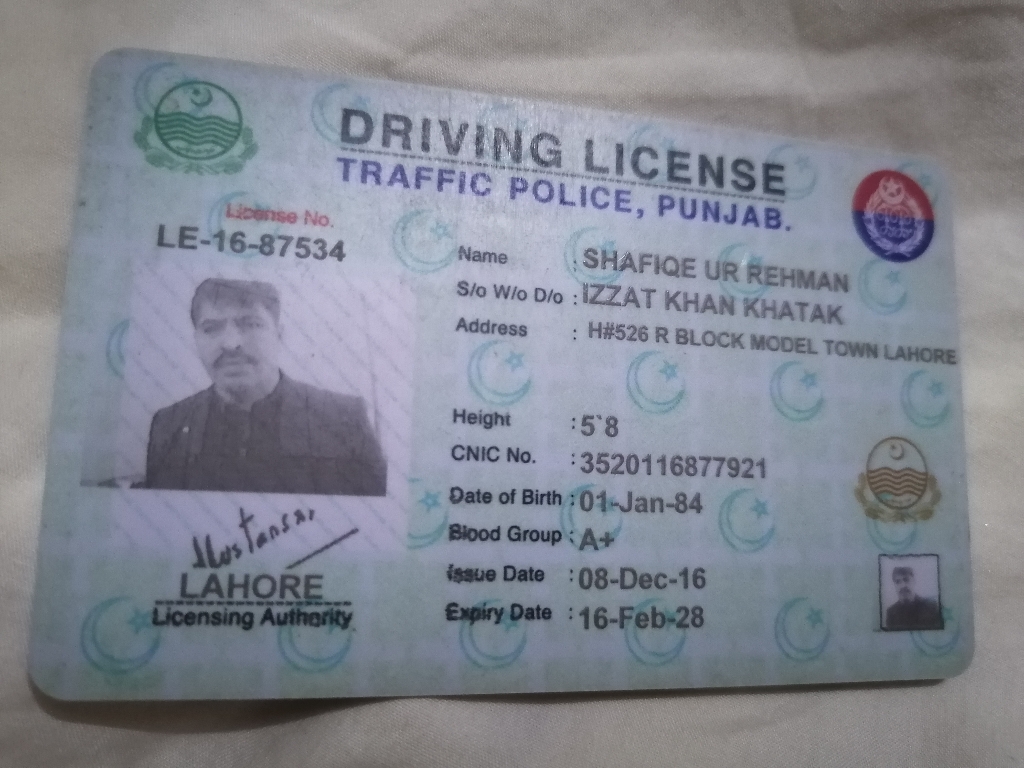 DRIVING LICENSE
TRAFFIC POLICE, PUNJAB.
License No.
LE-16-87534
Name : SHAFIQE UR REHMAN
S/o W/o D/o : IZZAT KHAN KHATAK
Address : H#526 R BLOCK MODEL TOWN LAHORE
Height : 5`8
CNIC No. : 3520116877921
Date of Birth : 01-Jan-84
Blood Group : A+
Issue Date : 08-Dec-16
Expiry Date : 16-Feb-28
Mustansar
LAHORE
Licensing Authority